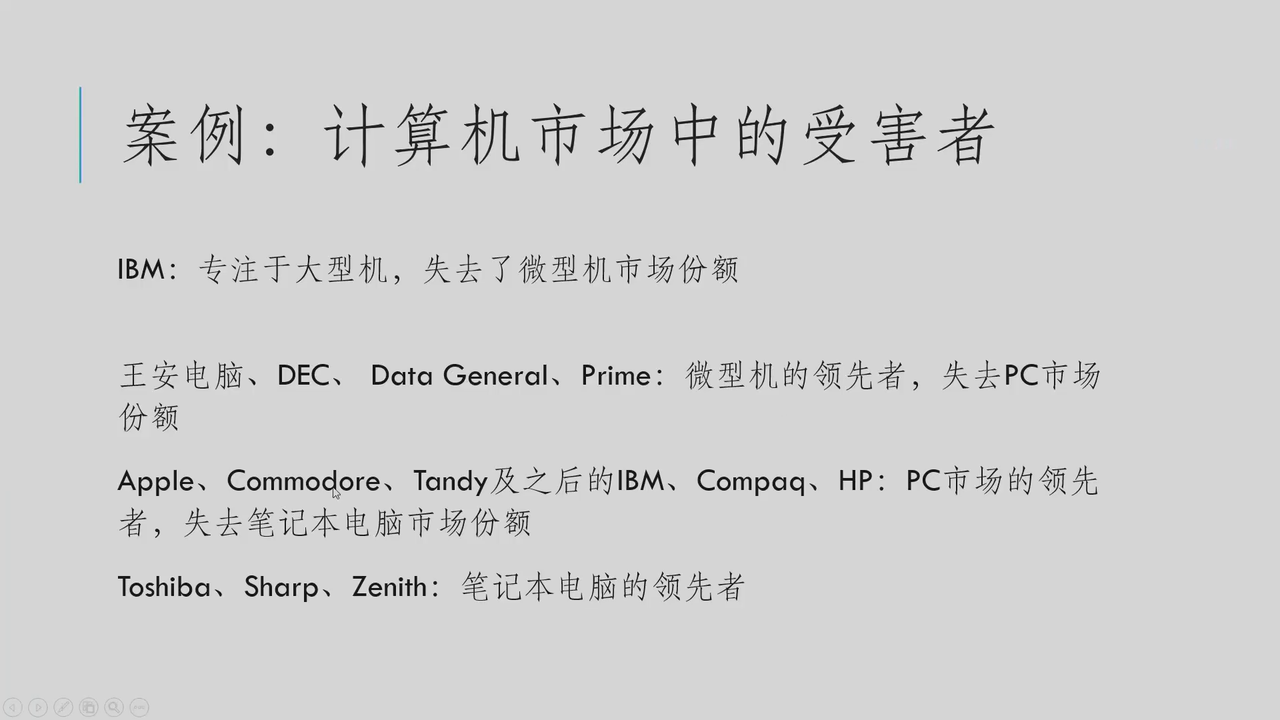 案例：计算机市场中的受害者
IBM：专注于大型机，失去了微型机市场份额
王安电脑、DEC、 Data General、Prime：微型机的领先者，失去PC市场
份额
Apple、Commodore、Tandy及之后的IBM、Compaq、HP：PC市场的领先
者，失去笔记本电脑市场份额
Toshiba、Sharp、Zenith：笔记本电脑的领先者